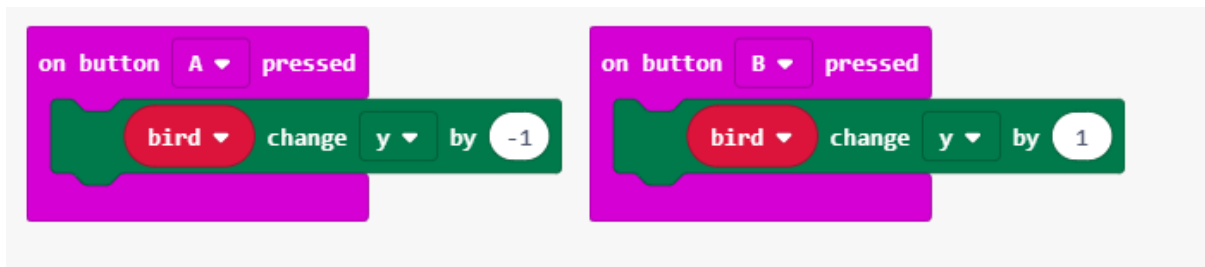 on button A pressed
bird change y by -1
on button B pressed
bird change y by 1